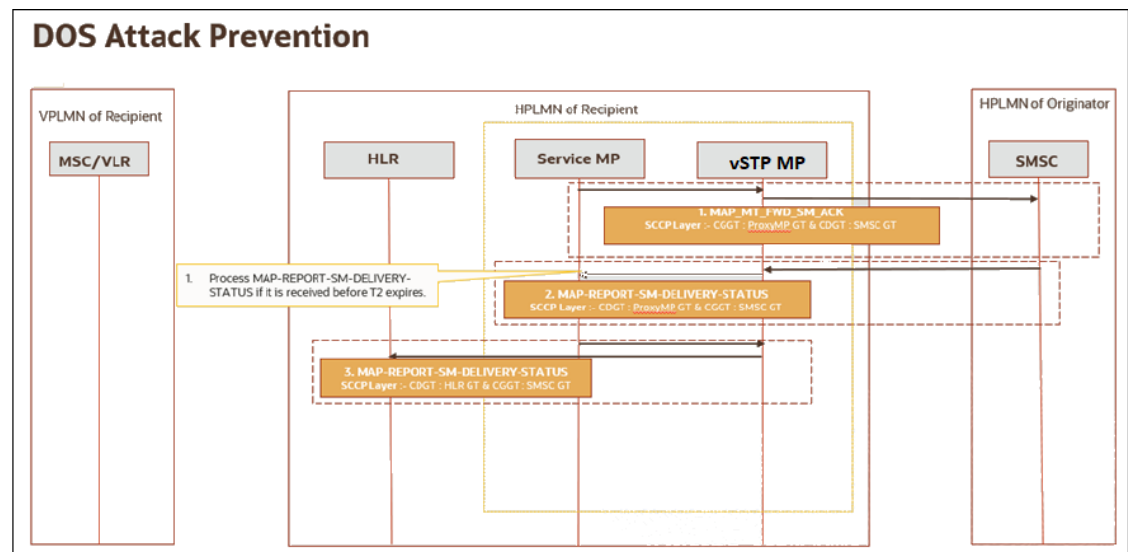 DOS Attack Prevention
VPLMN of Recipient
HPLMN of Recipient
HPLMN of Originator
MSC/VLR
HLR
Service MP
vSTP MP
SMSC
1. MAP_MT_FWD_SM_ACK
SCCP Layer :- CGGT : ProxyMP GT & CDGT : SMSC GT
1. Process MAP-REPORT-SM-DELIVERY-
STATUS if it is received before T2 expires.
2. MAP-REPORT-SM-DELIVERY-STATUS
SCCP Layer :- CDGT : ProxyMP GT & CGGT : SMSC GT
3. MAP-REPORT-SM-DELIVERY-STATUS
SCCP Layer :- CDGT : HLR GT & CGGT : SMSC GT